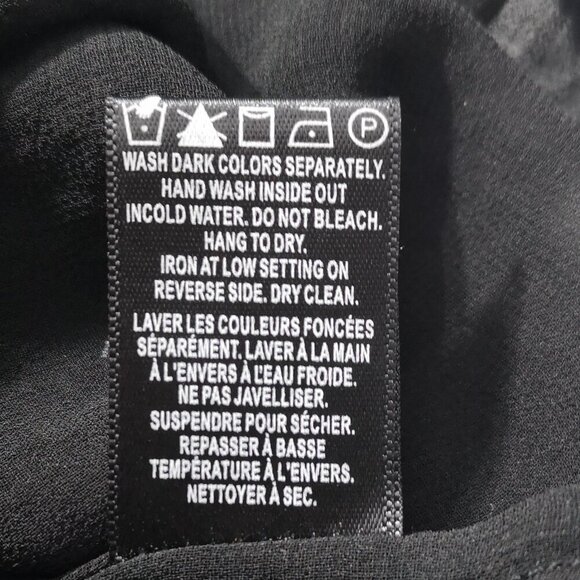 P
WASH DARK COLORS SEPARATELY.
HAND WASH INSIDE OUT
INCOLD WATER. DO NOT BLEACH.
HANG TO DRY.
IRON AT LOW SETTING ON
REVERSE SIDE. DRY CLEAN.
LAVER LES COULEURS FONCÉES
SÉPARÉMENT. LAVER À LA MAIN
À L'ENVERS À L'EAU FROIDE.
NE PAS JAVELLISER.
SUSPENDRE POUR SÉCHER.
REPASSER À BASSE
TEMPÉRATURE À L'ENVERS.
NETTOYER À SEC.